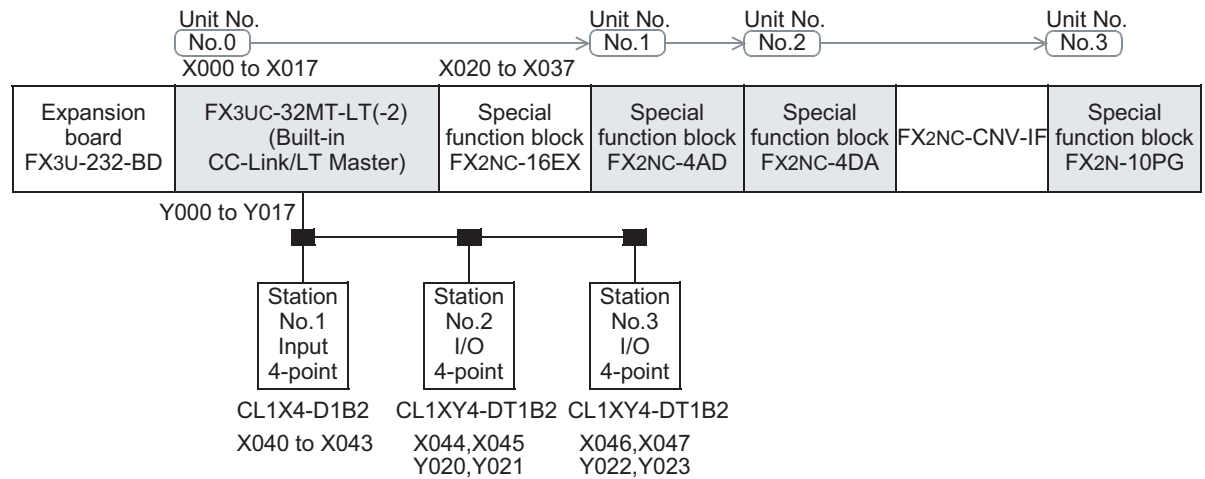 Unit No.
No.0
X000 to X017
X020 to X037
Unit No.
No.1
Unit No.
No.2
Unit No.
No.3
Expansion
board
FX3U-232-BD
FX3UC-32MT-LT(-2)
(Built-in
CC-Link/LT Master)
Special
function block
FX2NC-16EX
Special
function block
FX2NC-4AD
Special
function block
FX2NC-4DA
FX2NC-CNV-IF
Special
function block
FX2N-10PG
Y000 to Y017
Station
No.1
Input
4-point
CL1X4-D1B2
X040 to X043
Station
No.2
I/O
4-point
CL1XY4-DT1B2
X044,X045
Y020,Y021
Station
No.3
I/O
4-point
CL1XY4-DT1B2
X046,X047
Y022,Y023